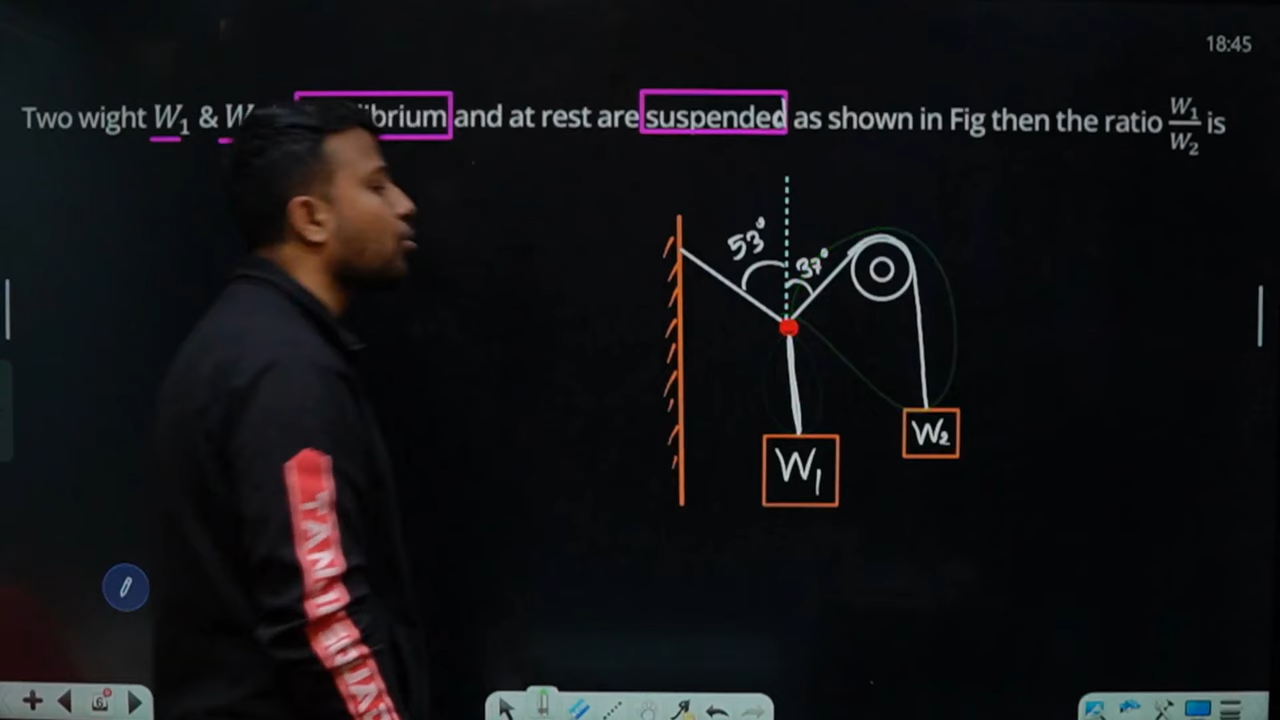 18:45
Two wight W₁ & W brium and at rest are suspended as shown in Fig then the ratio W₁/W₂ is
53°
37°
W₁
W₂